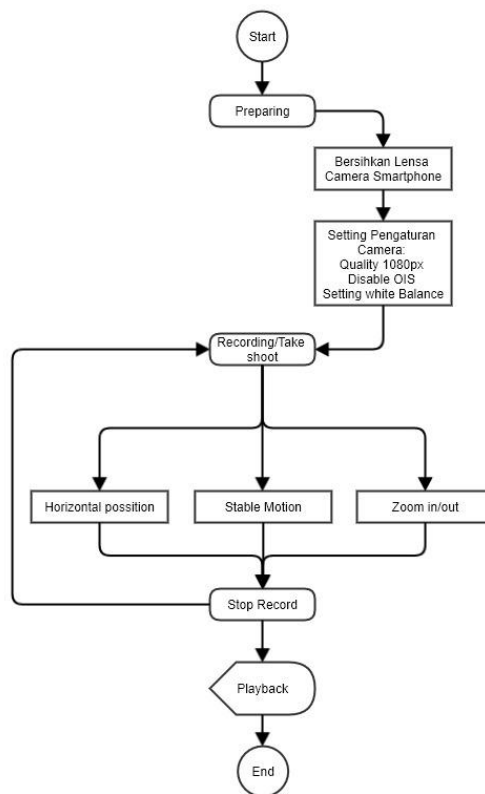 Start
Preparing
Bersihkan Lensa
Camera Smartphone
Setting Pengaturan
Camera:
Quality 1080px
Disable OIS
Setting white Balance
Recording/Take
shoot
Horizontal possition
Stable Motion
Zoom in/out
Stop Record
Playback
End